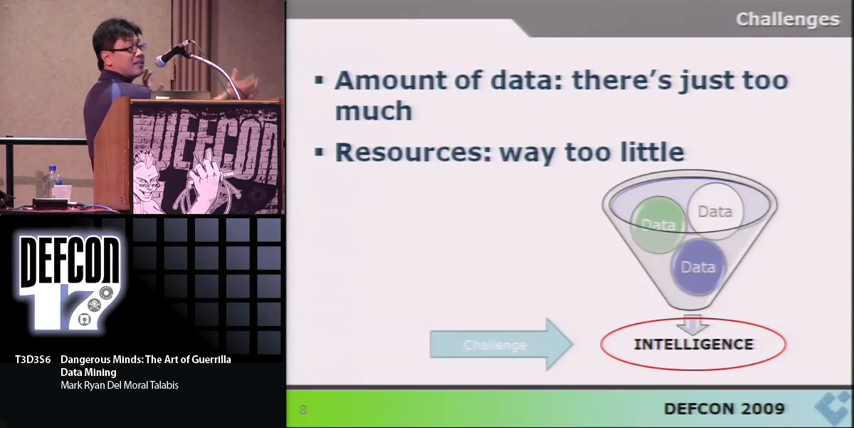 Challenges
▪ Amount of data: there's just too
much
▪ Resources: way too little
Data
Data
Data
Challenge
INTELLIGENCE
8
DEFCON 2009
DEFCON
DEFCON
17
T3D3S6 Dangerous Minds: The Art of Guerrilla
Data Mining
Mark Ryan Del Moral Talabis